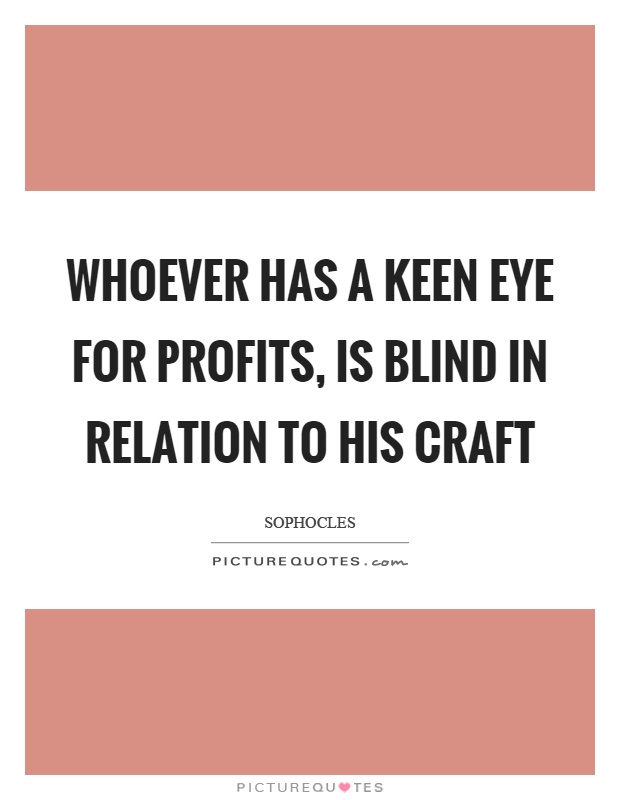 WHOEVER HAS A KEEN EYE
FOR PROFITS, IS BLIND IN
RELATION TO HIS CRAFT
SOPHOCLES
PICTUREQUOTES.com
PICTUREQUOTES